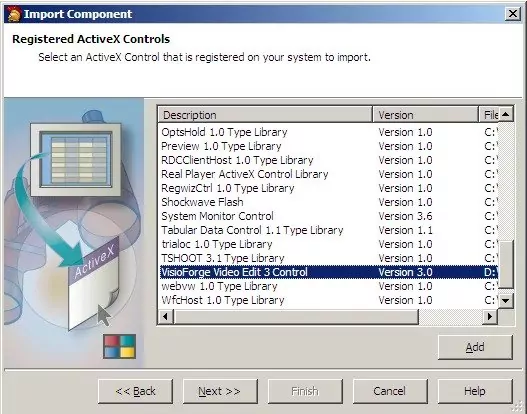 Import Component
Registered ActiveX Controls
Select an ActiveX Control that is registered on your system to import.
Description Version File
OptsHold 1.0 Type Library Version 1.0 C:\
Preview 1.0 Type Library Version 1.0 C:\
RDCClientHost 1.0 Type Library Version 1.0 C:\
Real Player ActiveX Control Library Version 1.0 C:\
RegwizCtrl 1.0 Type Library Version 1.0 C:\
Shockwave Flash Version 1.0 C:\
System Monitor Control Version 3.6 C:\
Tabular Data Control 1.1 Type Library Version 1.1 C:\
trialoc 1.0 Type Library Version 1.0 C:\
TSHOOT 3.1 Type Library Version 1.0 C:\
VisioForge Video Edit 3 Control Version 3.0 D:\
webvw 1.0 Type Library Version 1.0 C:\
WfcHost 1.0 Type Library Version 1.0 C:\
ActiveX
Add
<< Back Next >> Finish Cancel Help